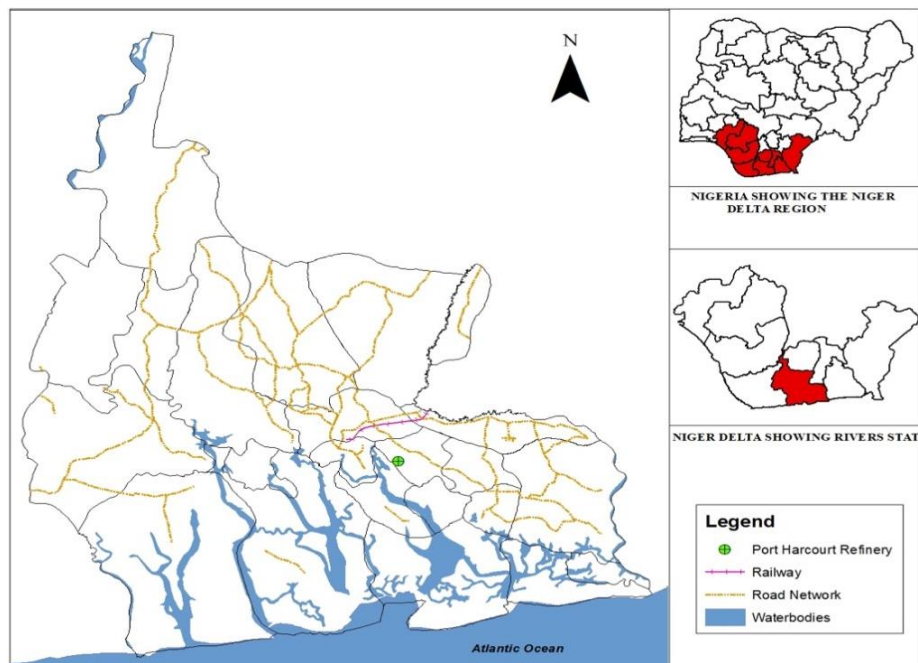 N
Atlantic Ocean
NIGERIA SHOWING THE NIGER
DELTA REGION
NIGER DELTA SHOWING RIVERS STAT
Legend
Port Harcourt Refinery
Railway
Road Network
Waterbodies